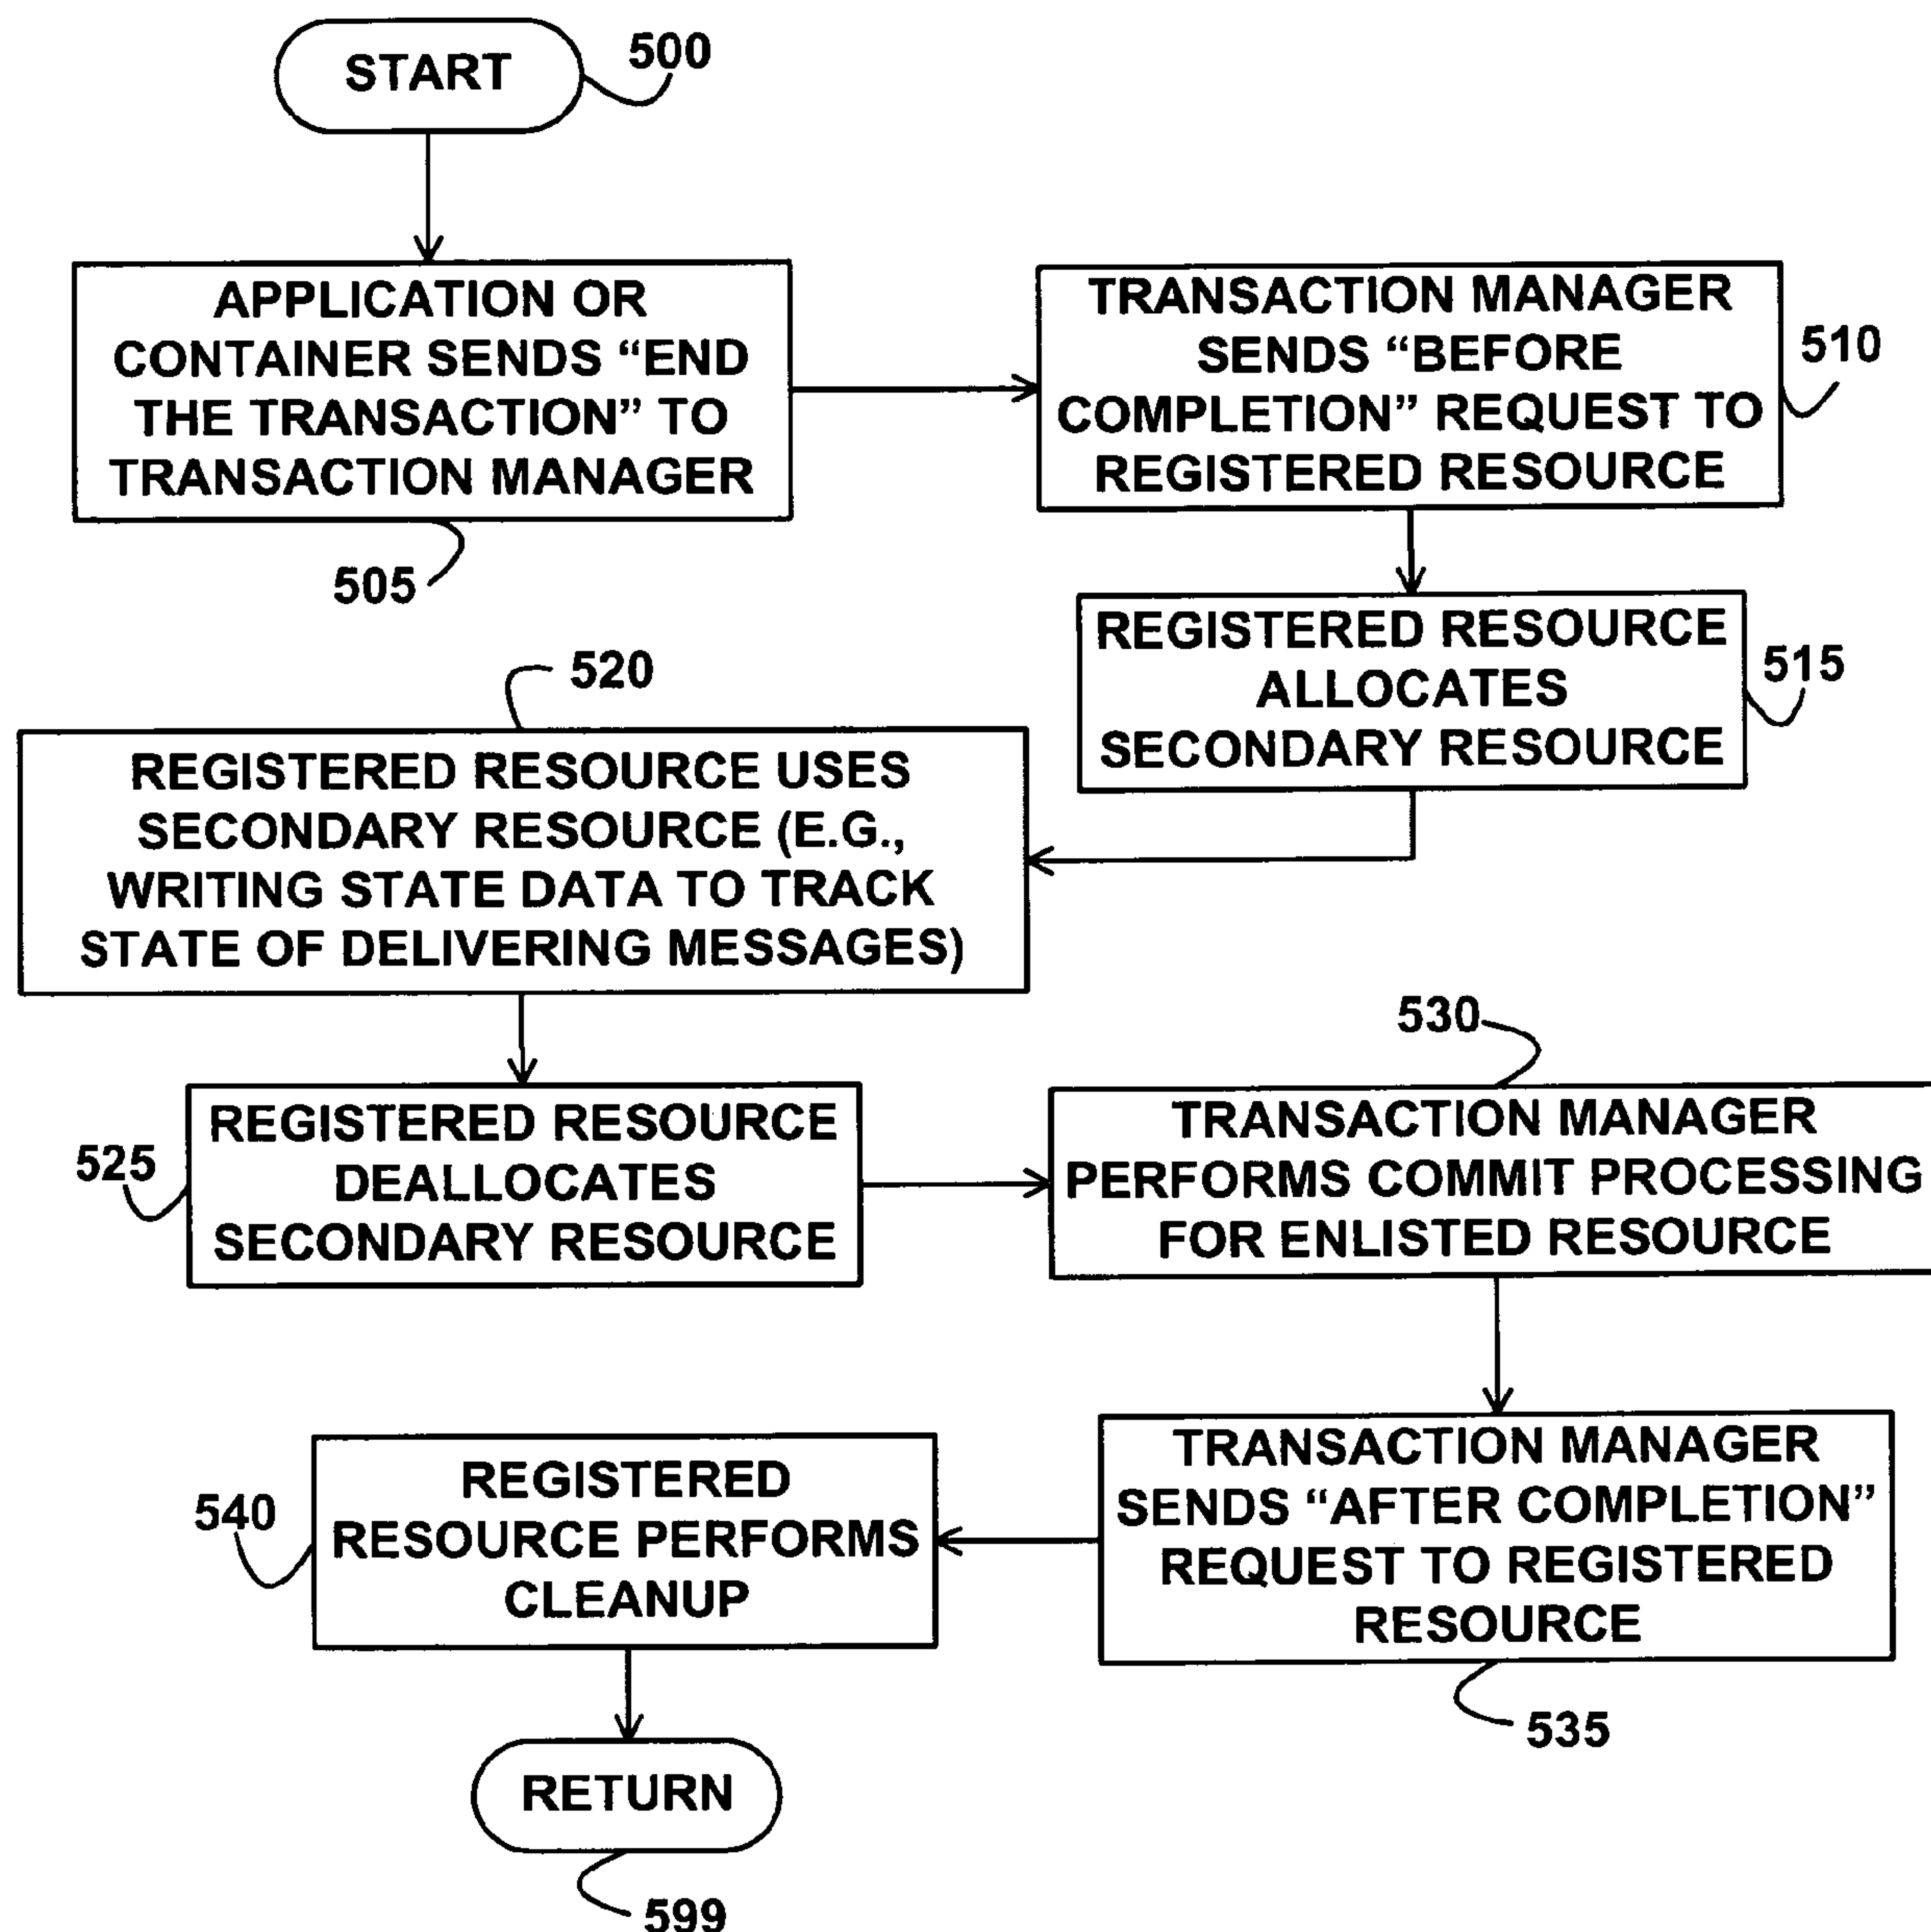 START
500
APPLICATION OR
CONTAINER SENDS “END
THE TRANSACTION” TO
TRANSACTION MANAGER
505
TRANSACTION MANAGER
SENDS “BEFORE
COMPLETION” REQUEST TO
REGISTERED RESOURCE
510
REGISTERED RESOURCE
ALLOCATES
SECONDARY RESOURCE
515
520
REGISTERED RESOURCE USES
SECONDARY RESOURCE (E.G.,
WRITING STATE DATA TO TRACK
STATE OF DELIVERING MESSAGES)
525
REGISTERED RESOURCE
DEALLOCATES
SECONDARY RESOURCE
530
TRANSACTION MANAGER
PERFORMS COMMIT PROCESSING
FOR ENLISTED RESOURCE
TRANSACTION MANAGER
SENDS “AFTER COMPLETION”
REQUEST TO REGISTERED
RESOURCE
535
540
REGISTERED
RESOURCE PERFORMS
CLEANUP
RETURN
599